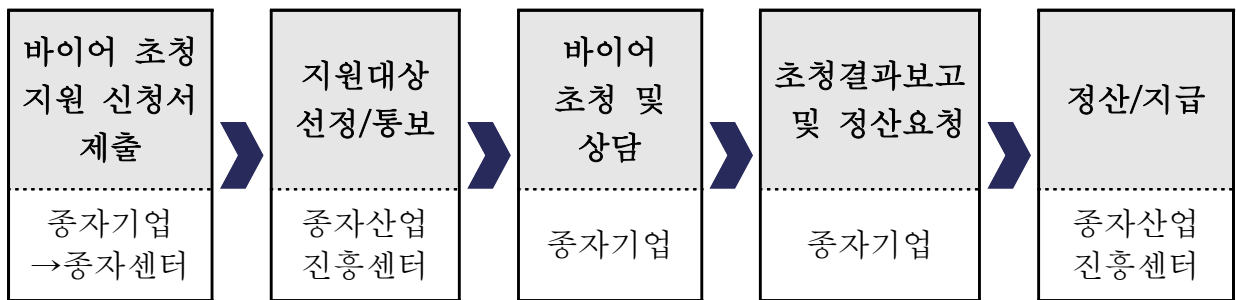 바이어 초청
지원 신청서
제출
종자기업
→종자센터
지원대상
선정/통보
종자산업
진흥센터
바이어
초청 및
상담
종자기업
초청결과보고
및 정산요청
종자기업
정산/지급
종자산업
진흥센터